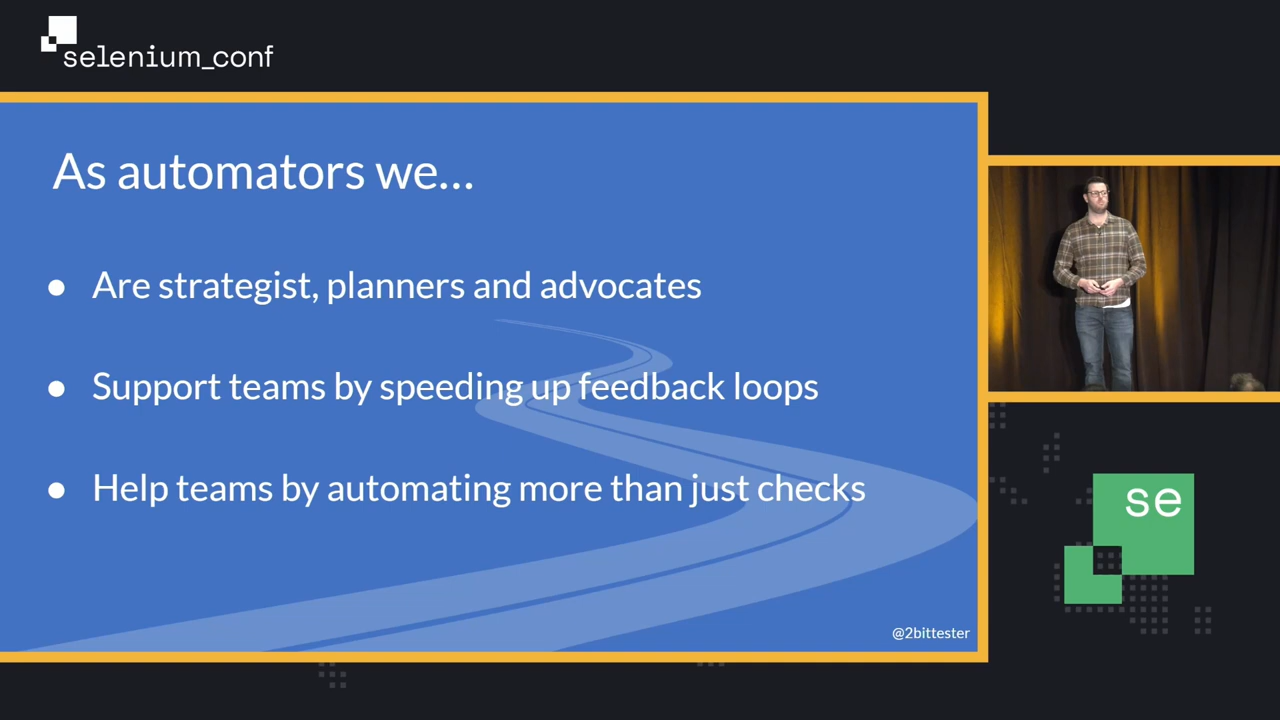 selenium_conf
As automators we...
● Are strategist, planners and advocates
● Support teams by speeding up feedback loops
● Help teams by automating more than just checks
@2bittester
se